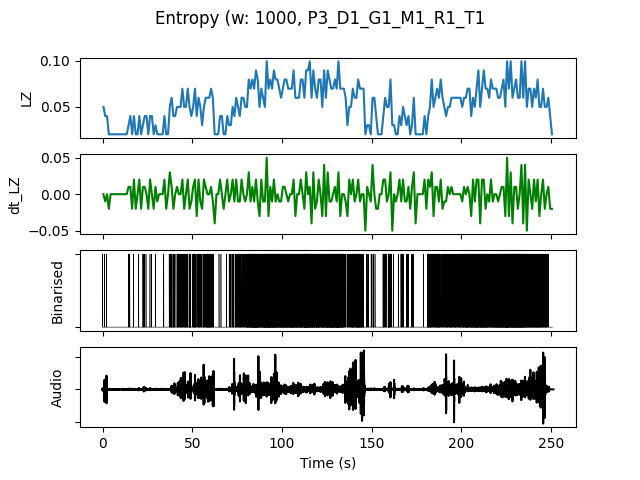 Entropy (w: 1000, P3_D1_G1_M1_R1_T1
0.10
0.05
LZ
0.05
0.00
−0.05
dt_LZ
Binarised
Audio
0 50 100 150 200 250
Time (s)